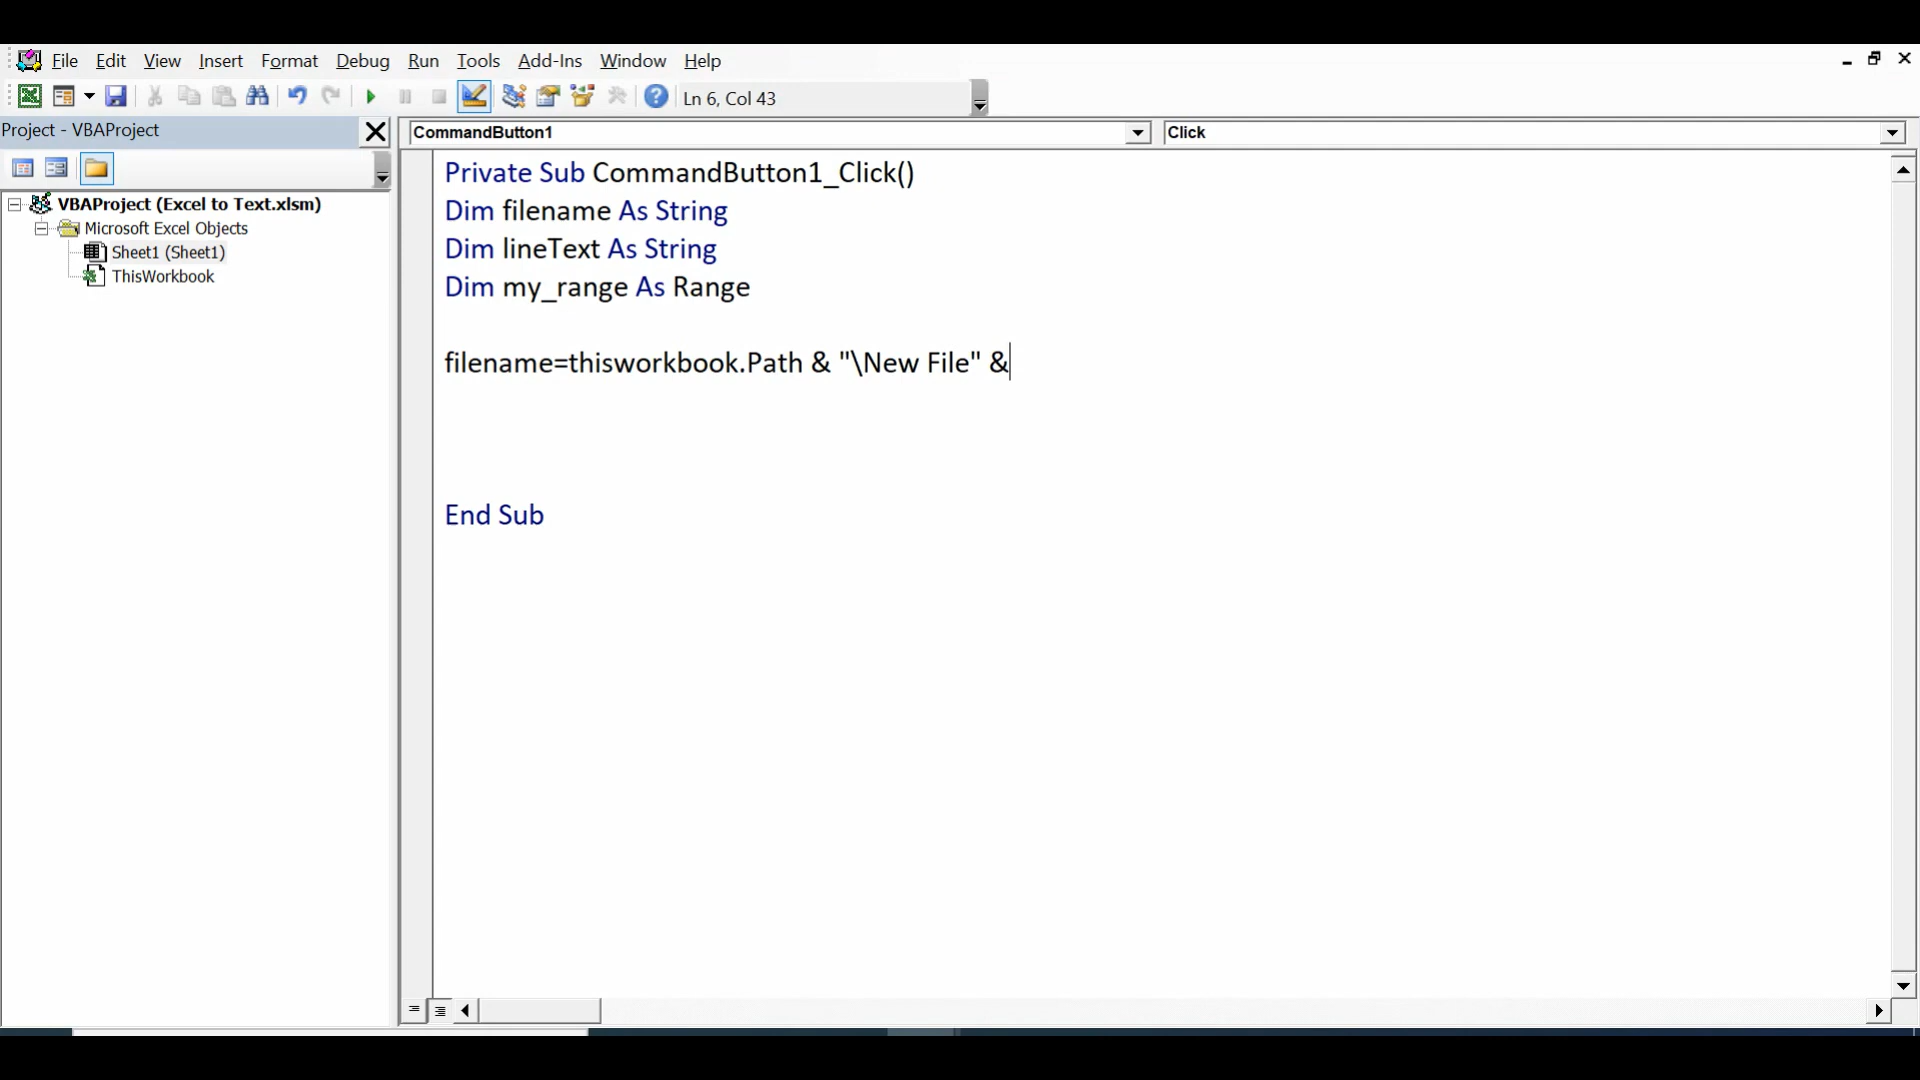 File Edit View Insert Format Debug Run Tools Add-Ins Window Help
Ln 6, Col 43
Project - VBAProject
CommandButton1
Click
VBAProject (Excel to Text.xlsm)
Microsoft Excel Objects
Sheet1 (Sheet1)
ThisWorkbook
Private Sub CommandButton1_Click()
Dim filename As String
Dim lineText As String
Dim my_range As Range
filename=thisworkbook.Path & "\New File" &
End Sub